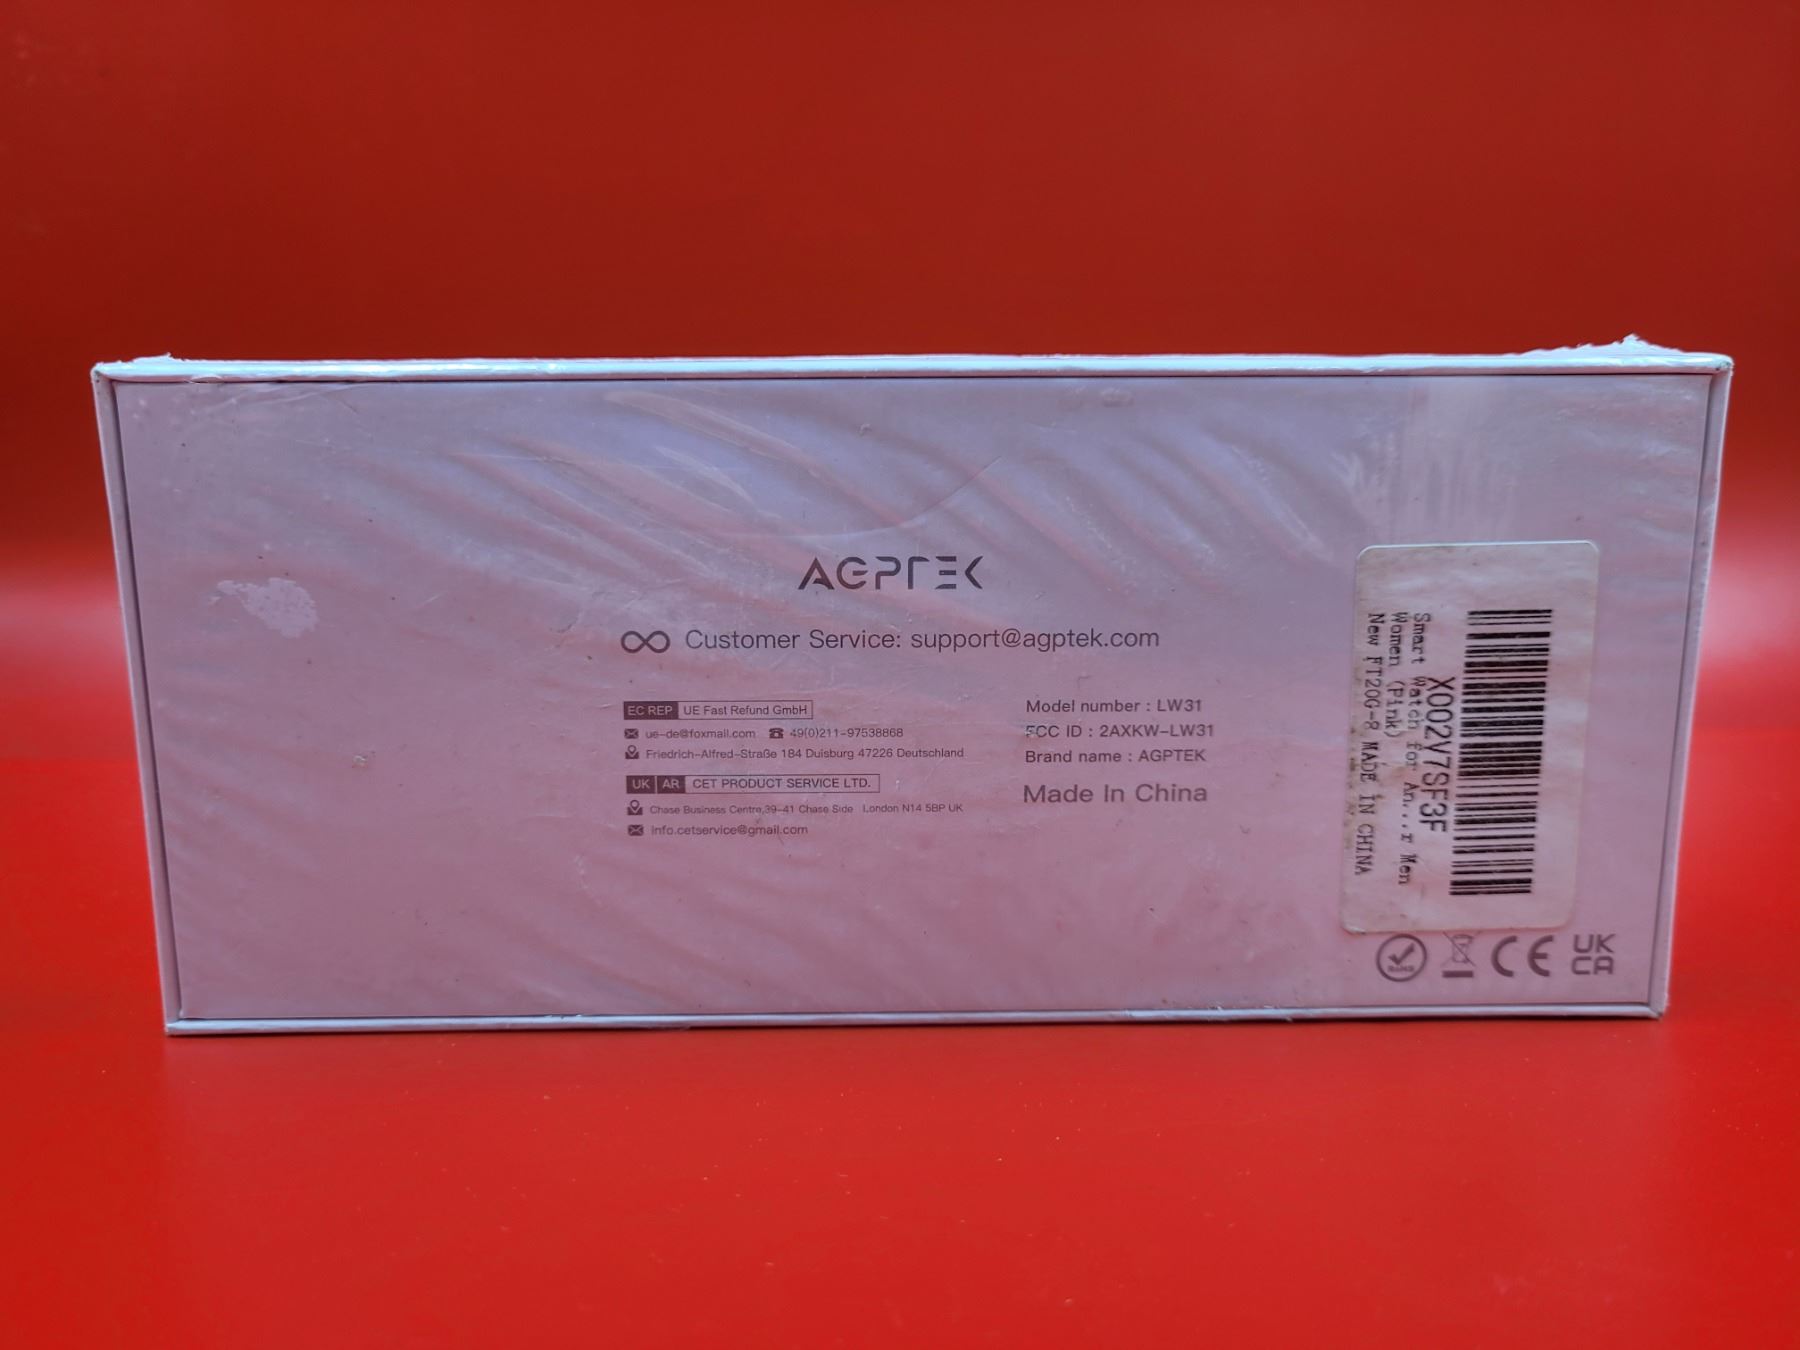 AGPTEK
Customer Service: support@agptek.com
EC REP UE Fast Refund GmbH
ue-de@foxmail.com 49(0)211-97538868
Friedrich-Alfred-Straße 184 Duisburg 47226 Deutschland
UK AR CET PRODUCT SERVICE LTD.
Chase Business Centre,39-41 Chase Side London N14 5BP UK
info.cetservice@gmail.com
Model number : LW31
FCC ID : 2AXKW-LW31
Brand name : AGPTEK
Made In China
X002V7SF3F
Smart Watch for An...r Men
Women (Pink)
New FT20G-8 MADE IN CHINA
RoHS
CE
UK
CA